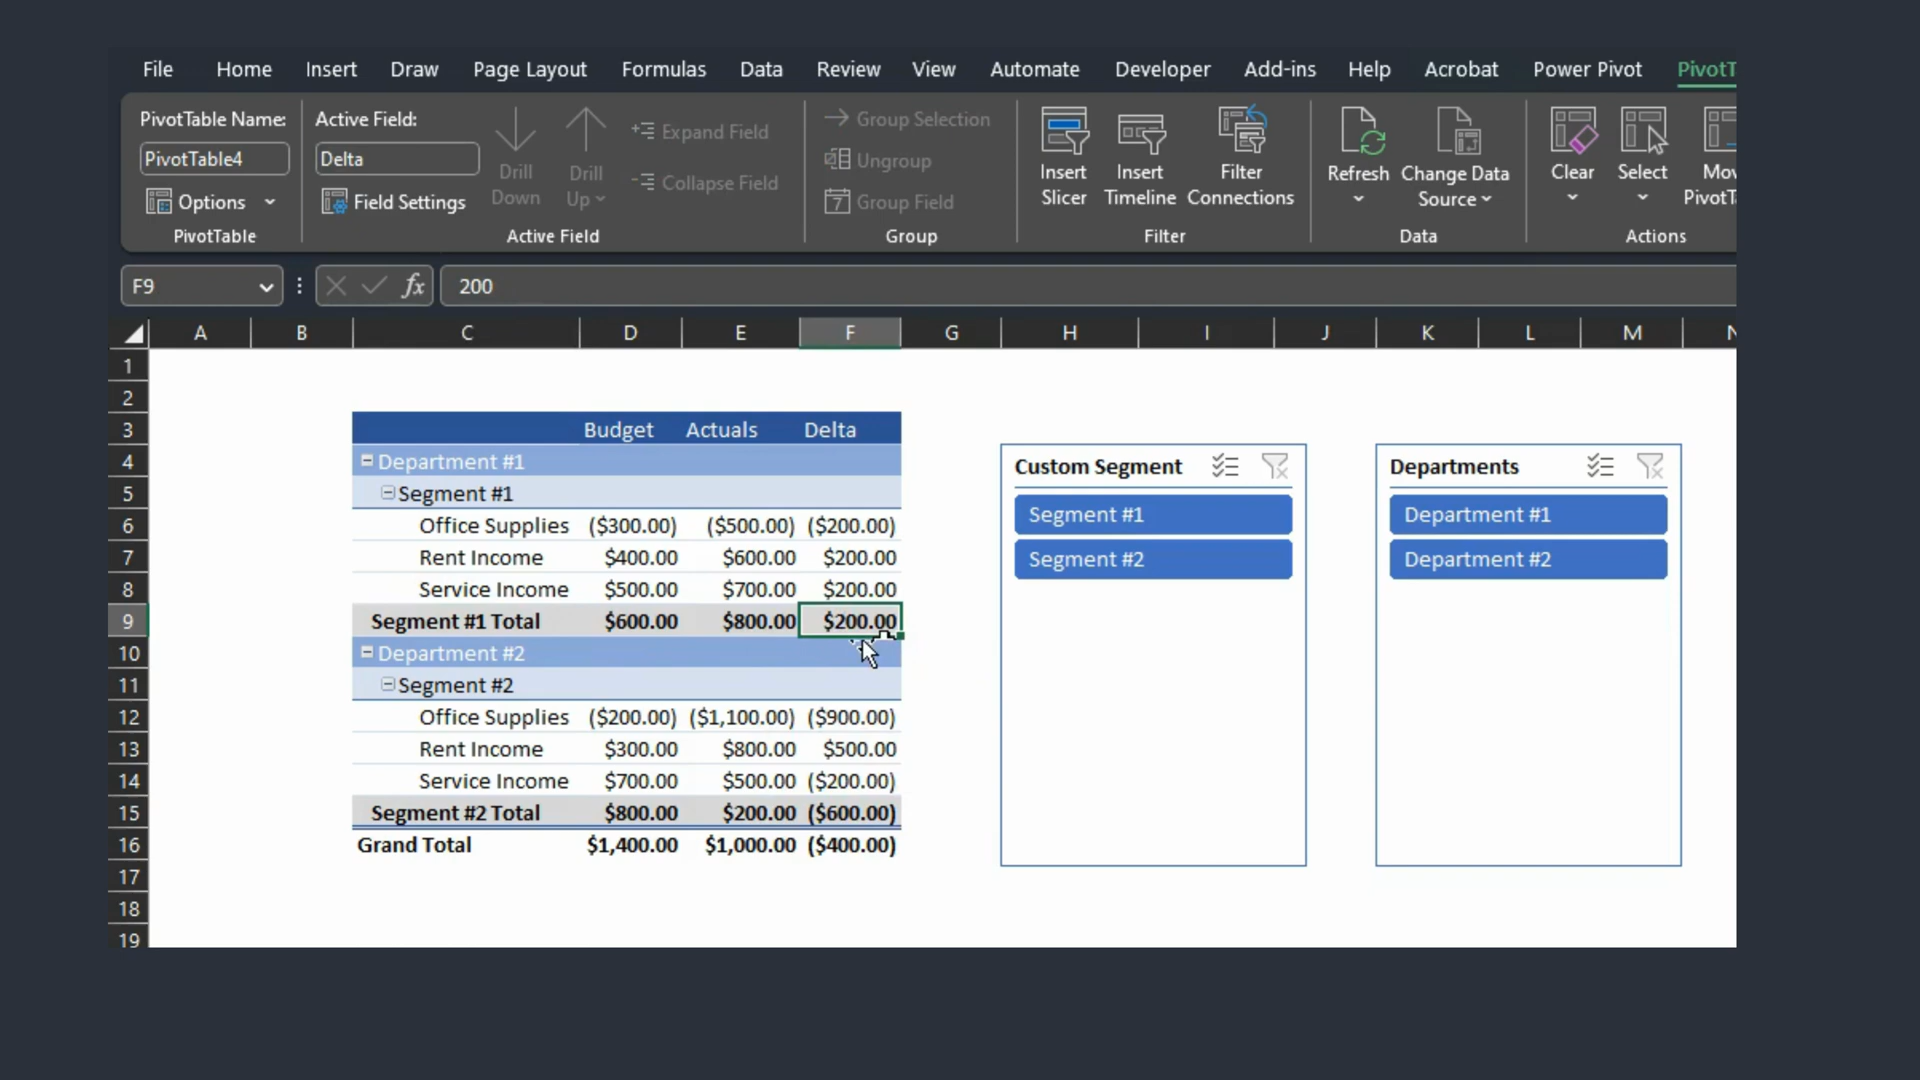 File Home Insert Draw Page Layout Formulas Data Review View Automate Developer Add-ins Help Acrobat Power Pivot PivotT
PivotTable Name:
PivotTable4
Options
PivotTable
Active Field:
Delta
Field Settings
Drill Down
Drill Up
Expand Field
Collapse Field
Active Field
Group Selection
Ungroup
7 Group Field
Group
Insert Slicer
Insert Timeline
Filter Connections
Filter
Refresh
Change Data Source
Data
Clear
Select
Mov
PivotT
Actions
F9 fx 200
A B C D E F G H I J K L M N
1
2
3 Budget Actuals Delta
4 Department #1
5 Segment #1
6 Office Supplies ($300.00) ($500.00) ($200.00)
7 Rent Income $400.00 $600.00 $200.00
8 Service Income $500.00 $700.00 $200.00
9 Segment #1 Total $600.00 $800.00 $200.00
10 Department #2
11 Segment #2
12 Office Supplies ($200.00) ($1,100.00) ($900.00)
13 Rent Income $300.00 $800.00 $500.00
14 Service Income $700.00 $500.00 ($200.00)
15 Segment #2 Total $800.00 $200.00 ($600.00)
16 Grand Total $1,400.00 $1,000.00 ($400.00)
17
18
19
Custom Segment
Segment #1
Segment #2
Departments
Department #1
Department #2